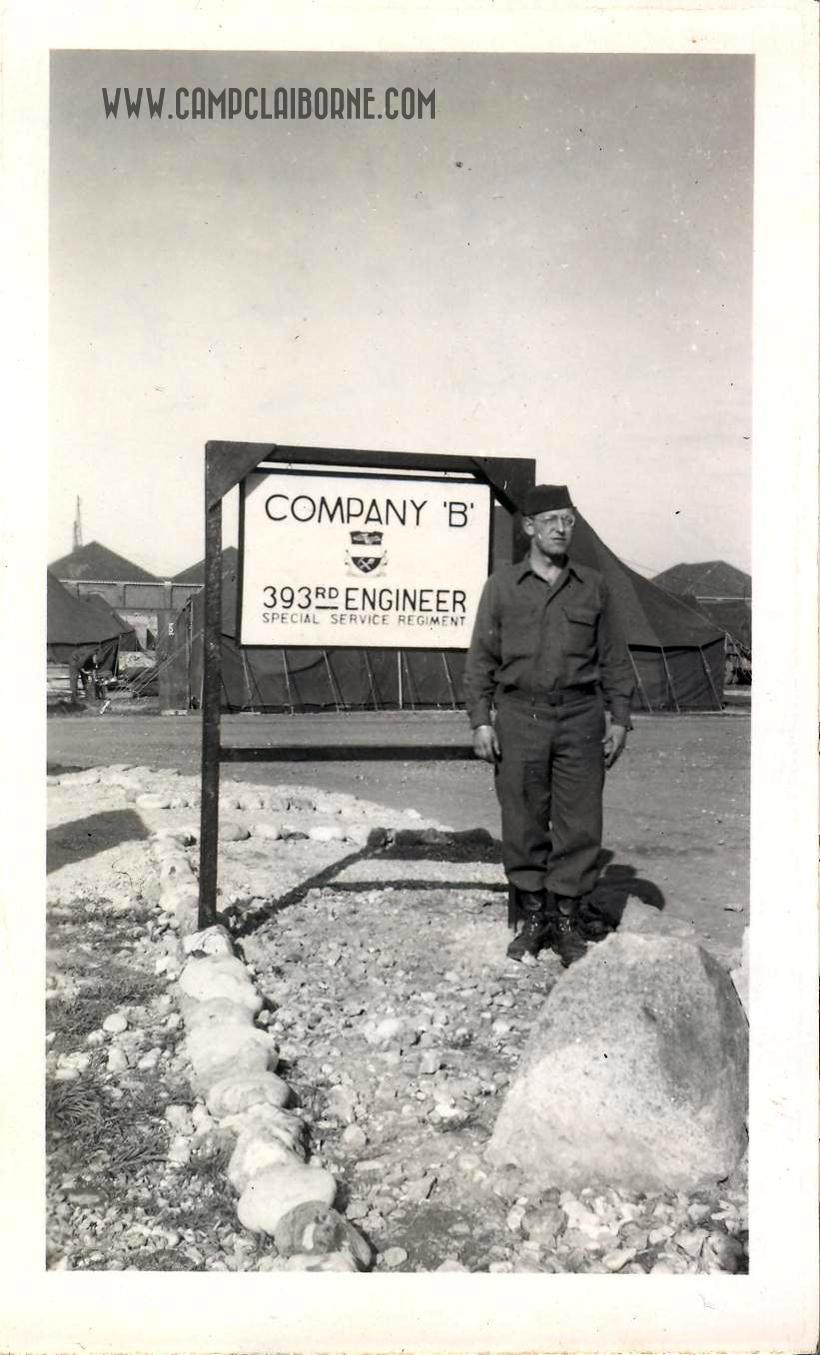 WWW.CAMPCLAIBORNE.COM
COMPANY 'B'
393RD ENGINEER
SPECIAL SERVICE REGIMENT